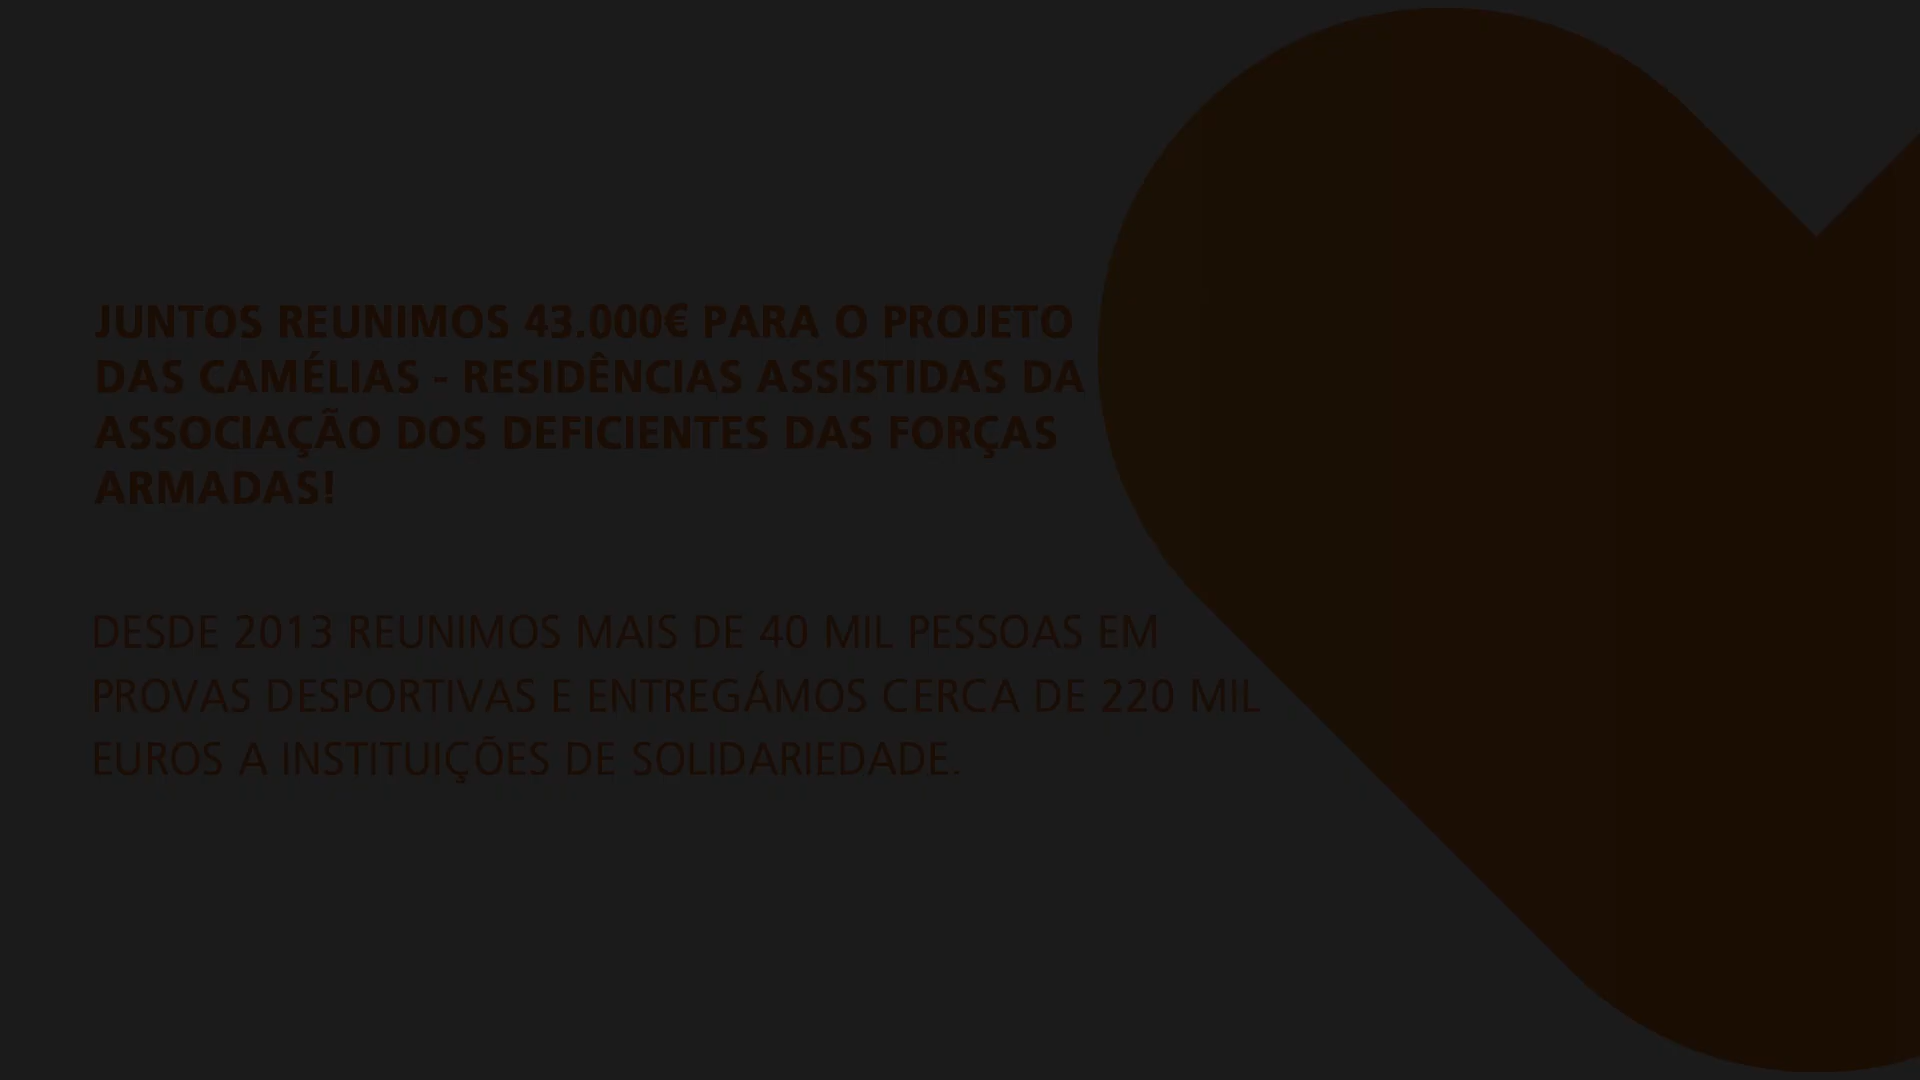 JUNTOS REUNIMOS 43.000€ PARA O PROJETO
DAS CAMÉLIAS - RESIDÊNCIAS ASSISTIDAS DA
ASSOCIAÇÃO DOS DEFICIENTES DAS FORÇAS
ARMADAS!
DESDE 2013 REUNIMOS MAIS DE 40 MIL PESSOAS EM
PROVAS DESPORTIVAS E ENTREGÁMOS CERCA DE 220 MIL
EUROS A INSTITUIÇÕES DE SOLIDARIEDADE.